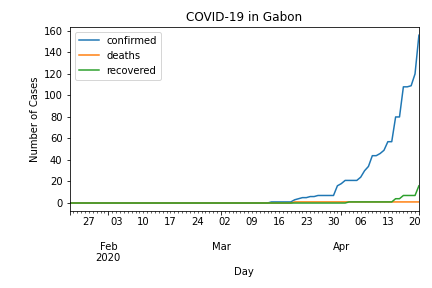 COVID-19 in Gabon
confirmed
deaths
recovered
Number of Cases
160
140
120
100
80
60
40
20
0
27 03 10 17 24 02 09 16 23 30 06 13 20
Feb Mar Apr
2020
Day